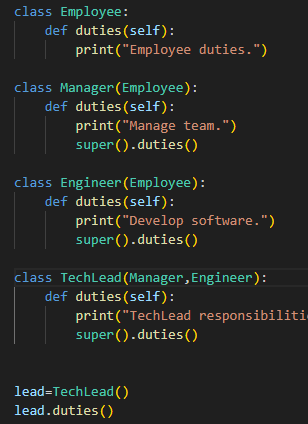 class Employee:
    def duties(self):
        print("Employee duties.")
class Manager(Employee):
    def duties(self):
        print("Manage team.")
        super().duties()
class Engineer(Employee):
    def duties(self):
        print("Develop software.")
        super().duties()
class TechLead(Manager,Engineer):
    def duties(self):
        print("TechLead
        super().duties()
lead=TechLead()
lead.duties()